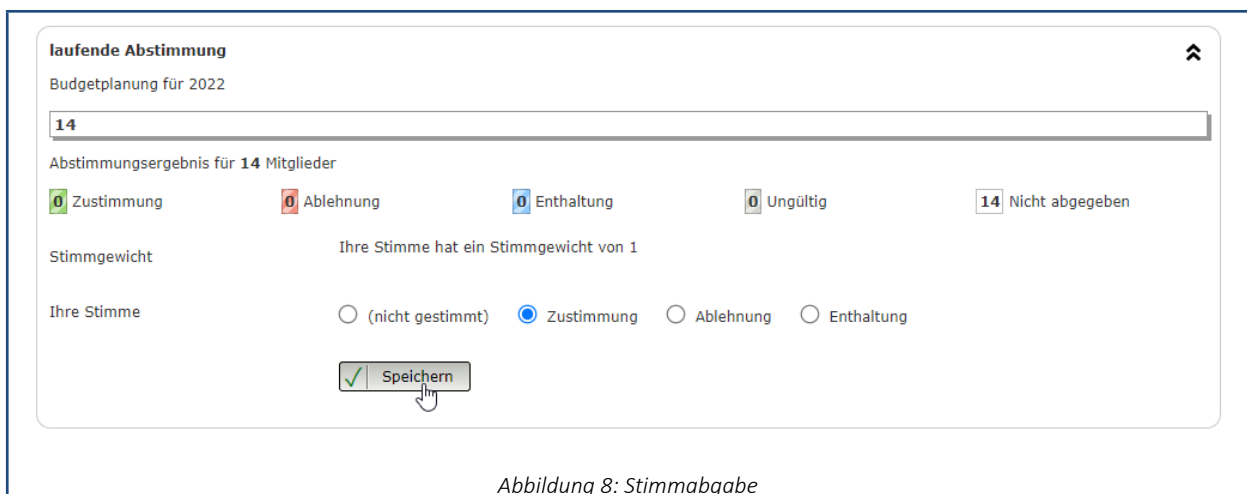 laufende Abstimmung
Budgetplanung für 2022
14
Abstimmungsergebnis für 14 Mitglieder
0 Zustimmung 0 Ablehnung 0 Enthaltung 0 Ungültig 14 Nicht abgegeben
Stimmgewicht Ihre Stimme hat ein Stimmgewicht von 1
Ihre Stimme (nicht gestimmt) Zustimmung Ablehnung Enthaltung
Speichern
Abbildung 8: Stimmabgabe